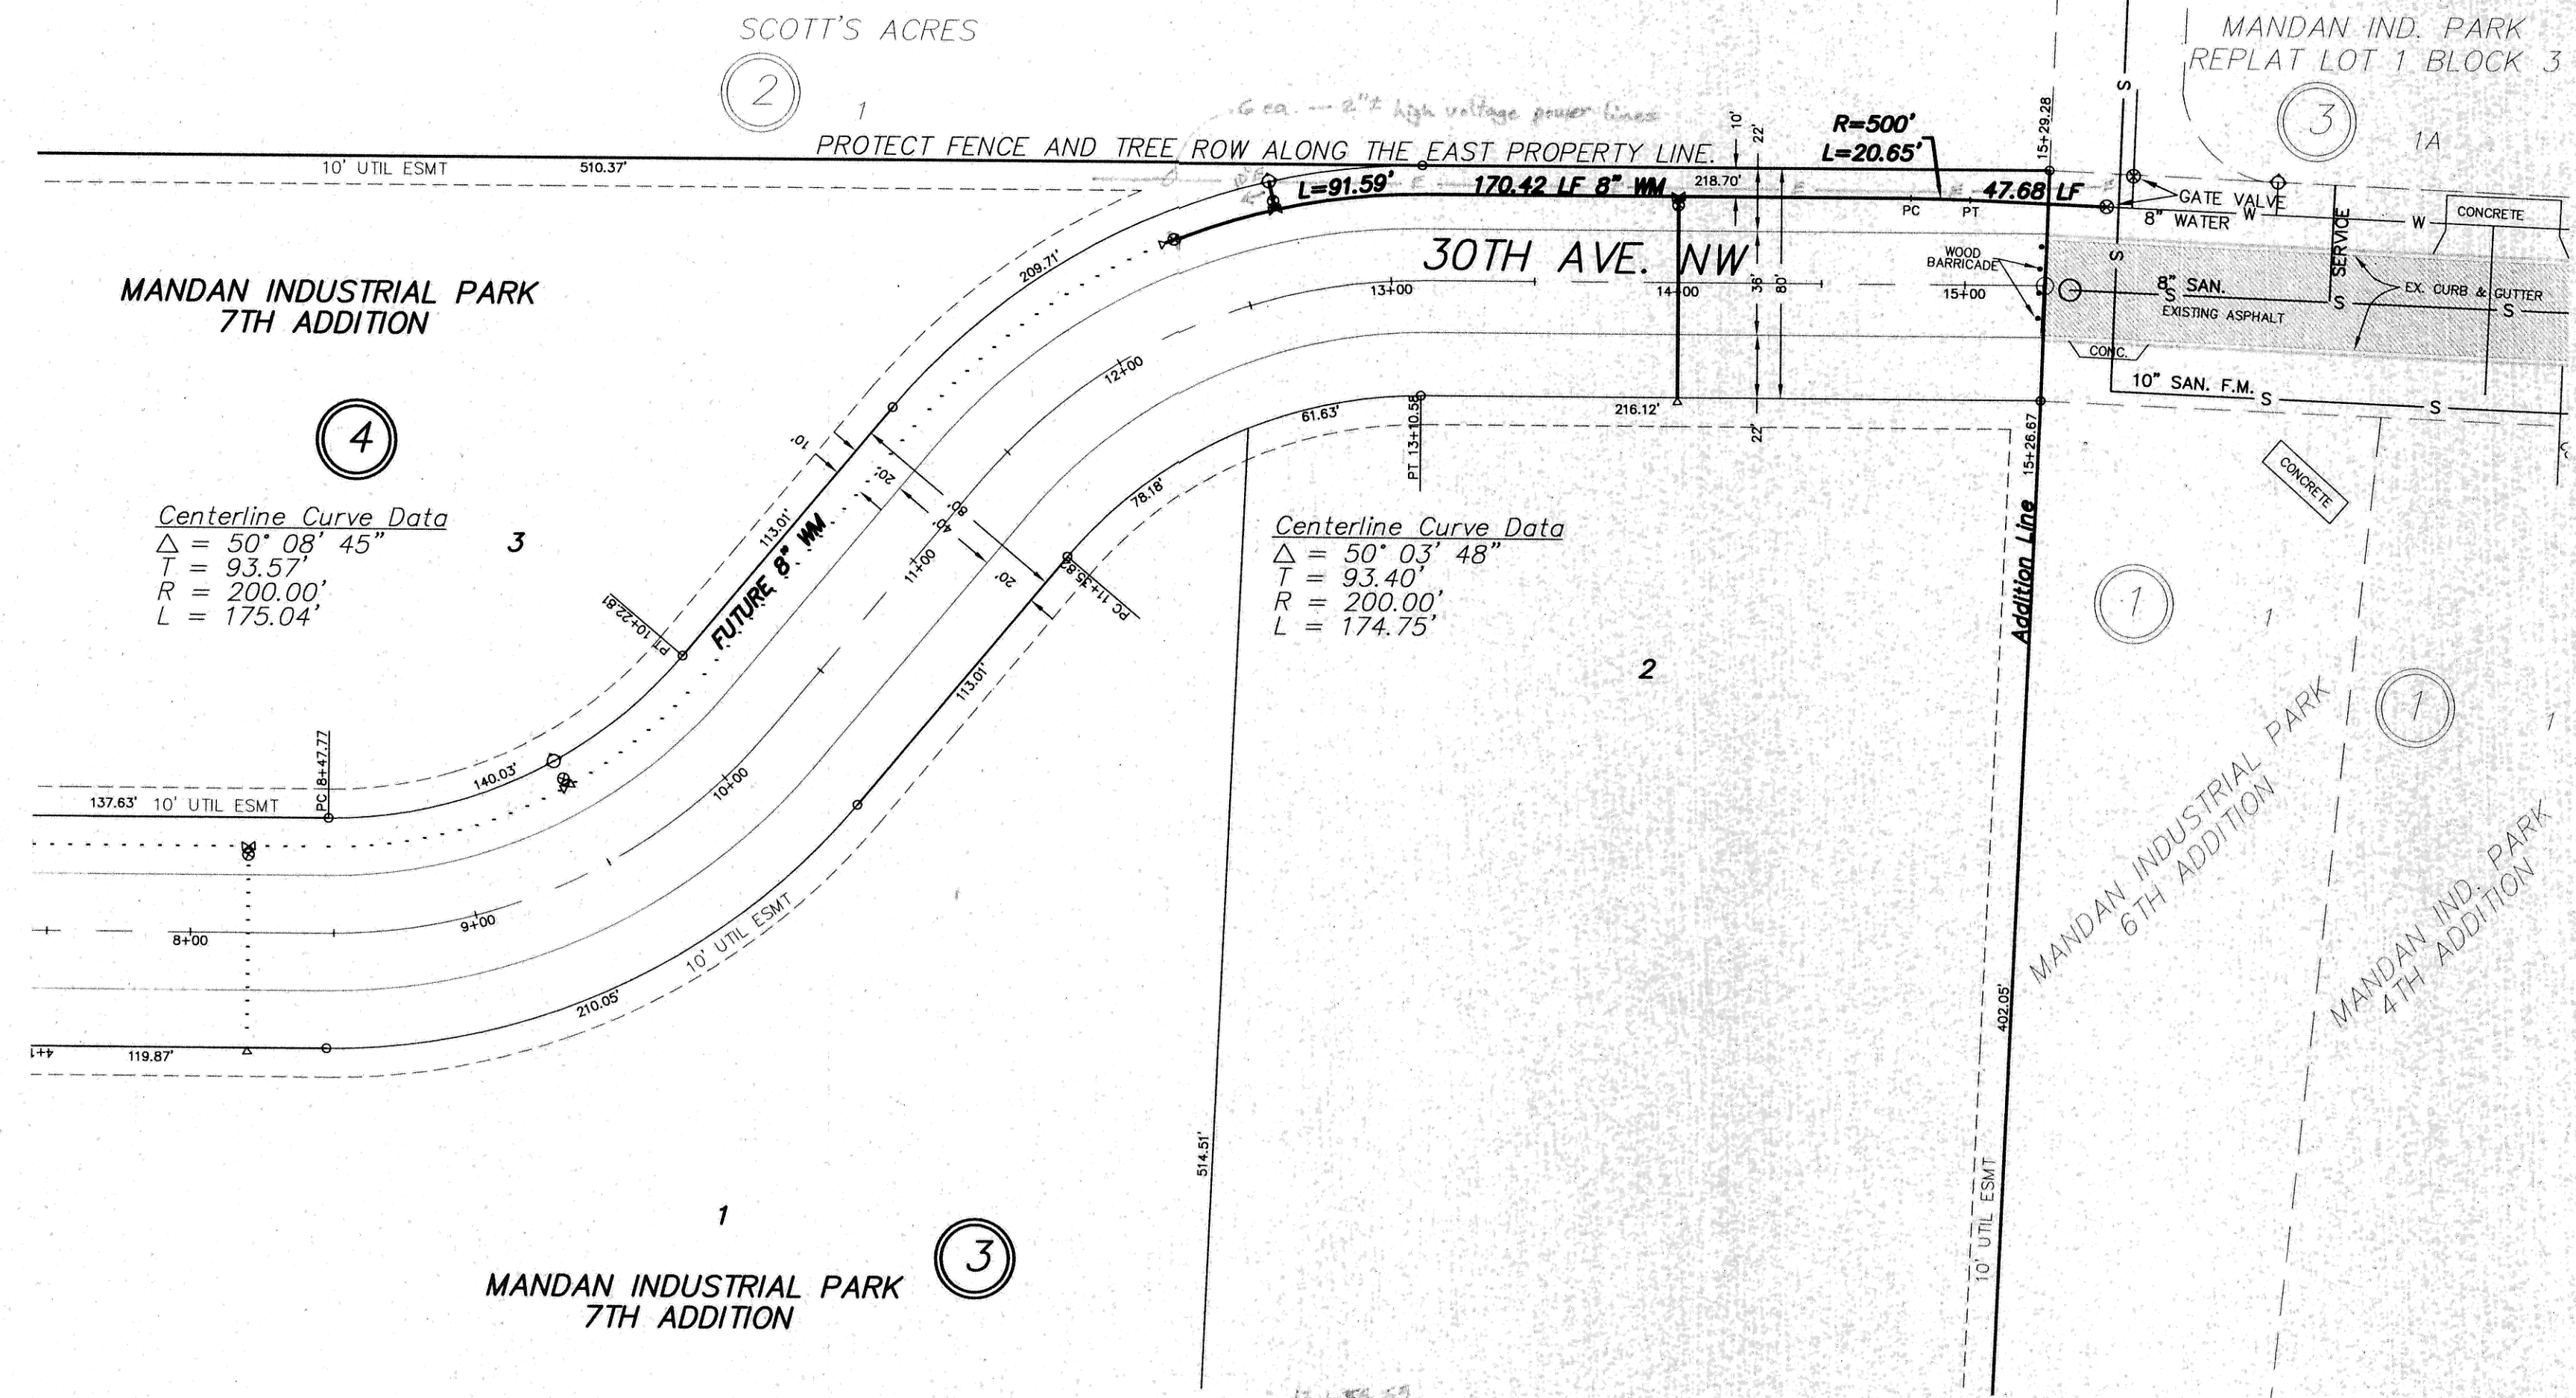 SCOTT'S ACRES
2
1
MANDAN IND. PARK
REPLAT LOT 1 BLOCK 3
3
1A
6 ea. -- 2"± high voltage power lines
PROTECT FENCE AND TREE ROW ALONG THE EAST PROPERTY LINE.
10' UTIL ESMT
510.37'
10'
22'
R=500'
L=20.65'
15+29.28
S
L=91.59'
E
170.42 LF 8" WM
218.70'
E
E
47.68 LF
E
PC
PT
GATE VALVE
8" WATER
W
W
CONCRETE
SERVICE
209.71'
30TH AVE. NW
13+00
14+00
15+00
36'
80'
WOOD
BARRICADE
S
8" SAN.
S
S
S
EX. CURB & GUTTER
EXISTING ASPHALT
CONC.
10" SAN. F.M.
S
S
MANDAN INDUSTRIAL PARK
7TH ADDITION
4
12+00
61.63'
216.12'
22'
PT 13+10.58
15+26.67
10'
20'
80'
40'
20'
78.18'
CONCRETE
Centerline Curve Data
Δ = 50° 08' 45"
T = 93.57'
R = 200.00'
L = 175.04'
3
113.01'
FUTURE 8" WM
11+00
PC 11+35.82
PT 10+22.81
Centerline Curve Data
Δ = 50° 03' 48"
T = 93.40'
R = 200.00'
L = 174.75'
2
Addition Line
1
1
1
1
113.01'
PC 8+47.77
140.03'
137.63'
10' UTIL ESMT
10+00
9+00
8+00
10' UTIL ESMT
210.05'
119.87'
4+1
MANDAN INDUSTRIAL PARK
6TH ADDITION
MANDAN IND. PARK
4TH ADDITION
402.05'
514.51'
10' UTIL ESMT
1
3
MANDAN INDUSTRIAL PARK
7TH ADDITION